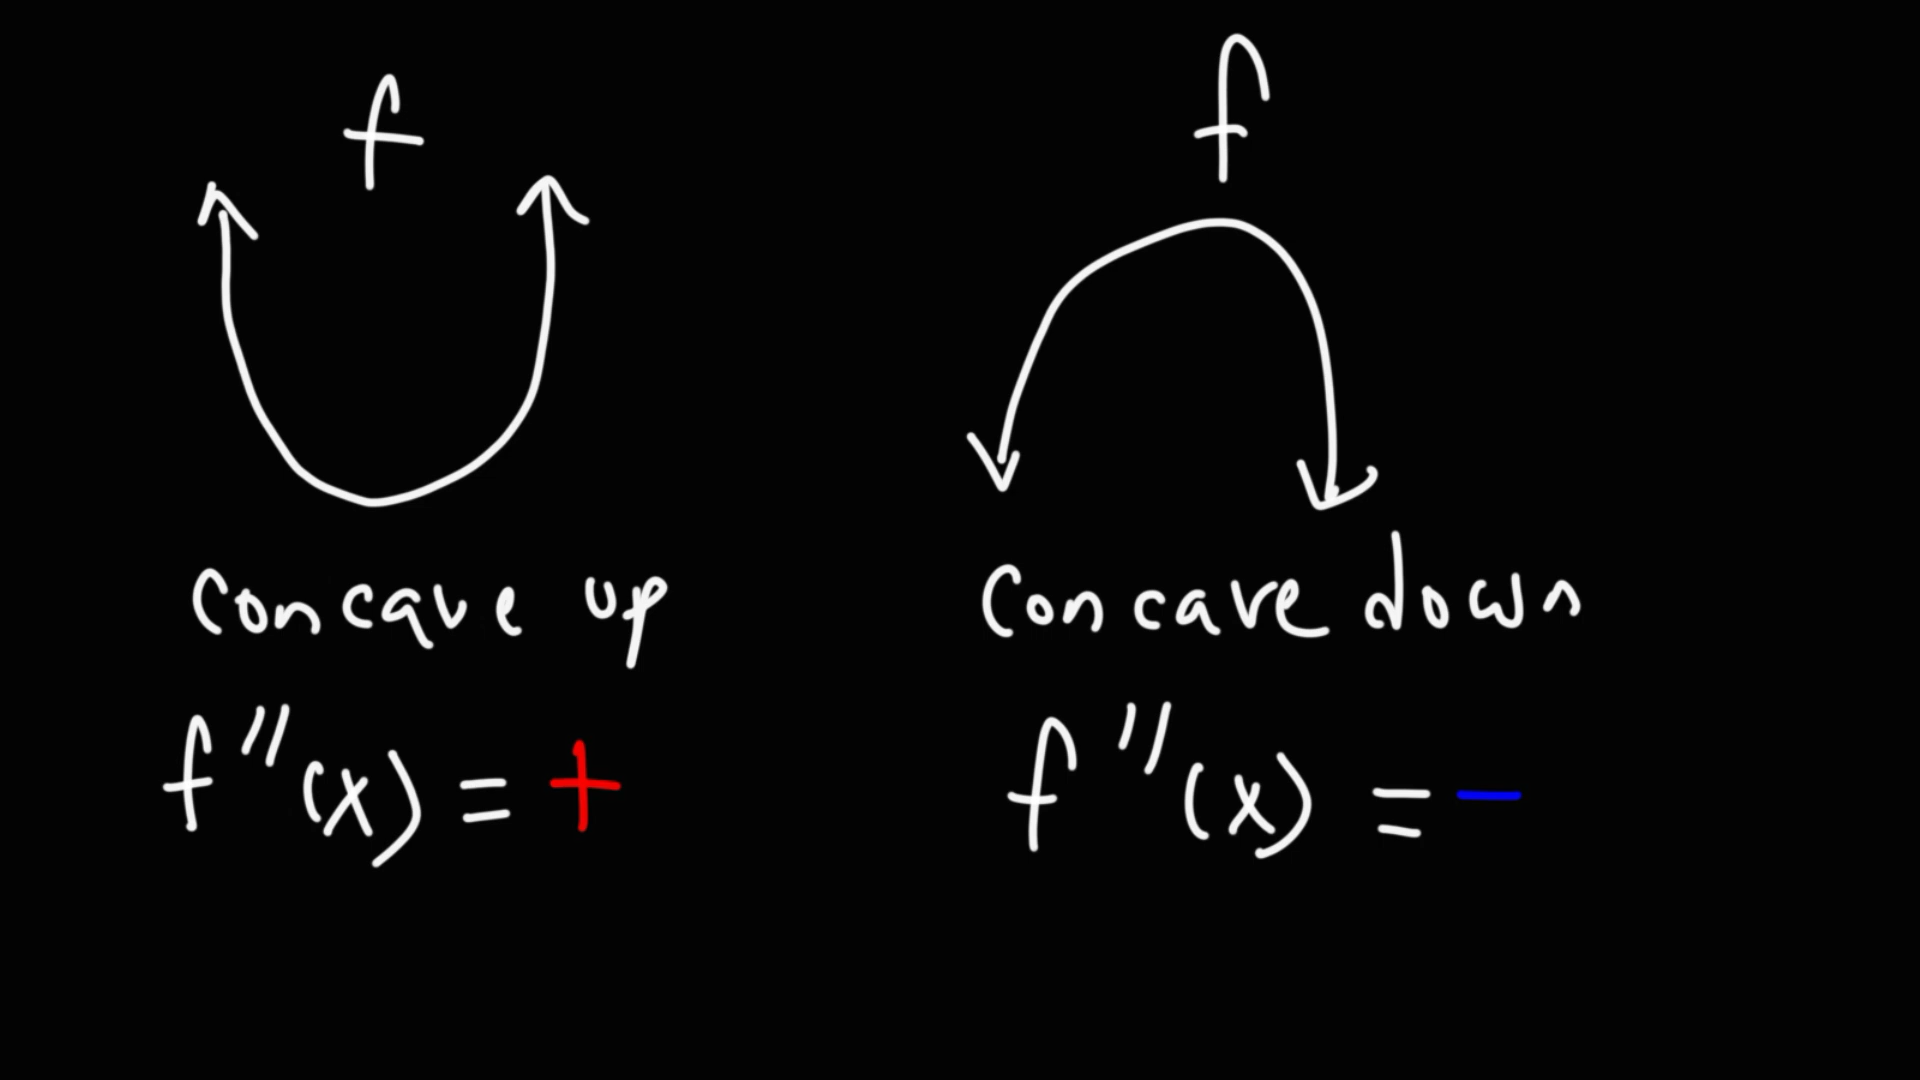 f
concave up
f''(x) = +
f
concave down
f''(x) = -